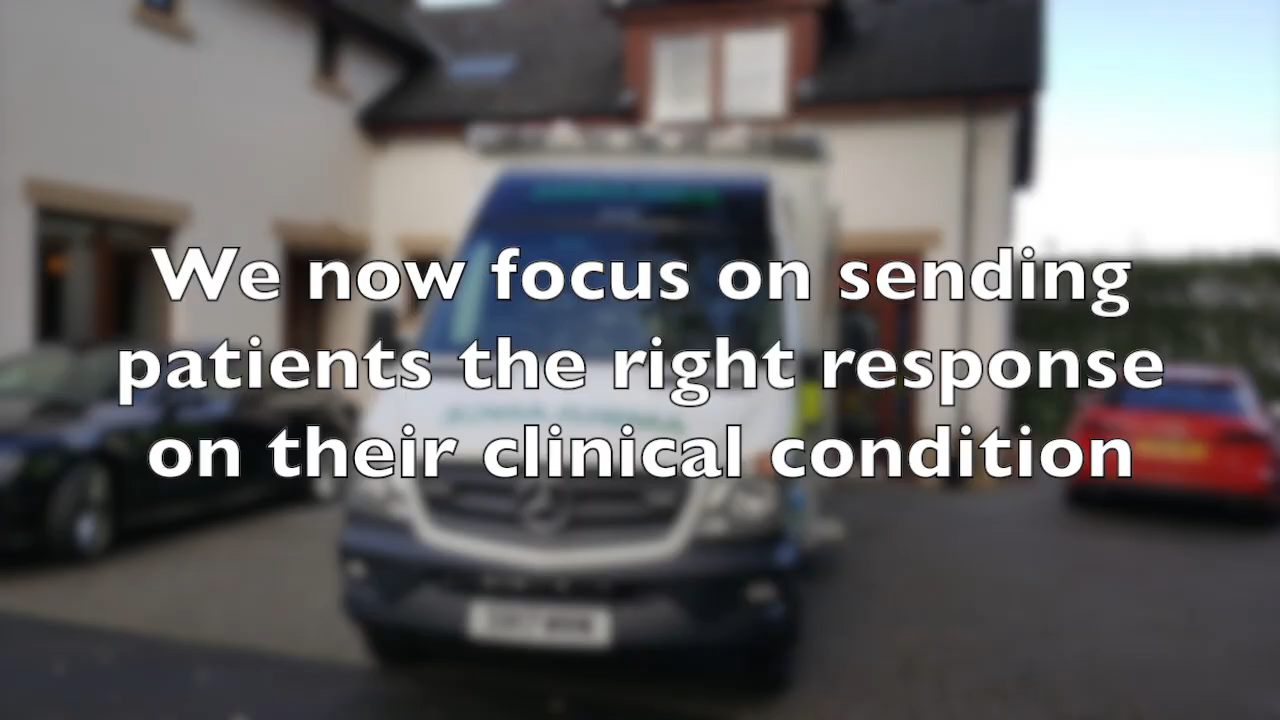 We now focus on sending
patients the right response
on their clinical condition